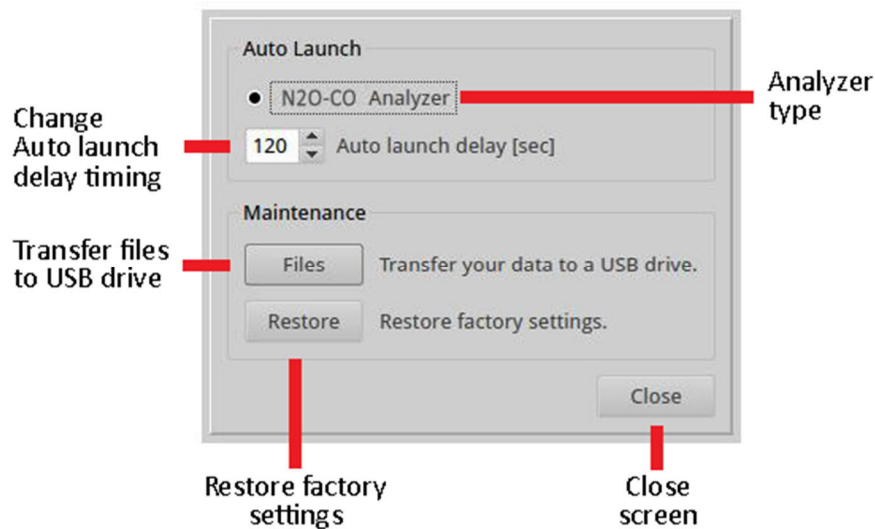 Auto Launch
N2O-CO Analyzer
Analyzer
type
Change
Auto launch
delay timing
120 Auto launch delay [sec]
Maintenance
Transfer files
to USB drive
Files Transfer your data to a USB drive.
Restore Restore factory settings.
Close
Restore factory
settings
Close
screen